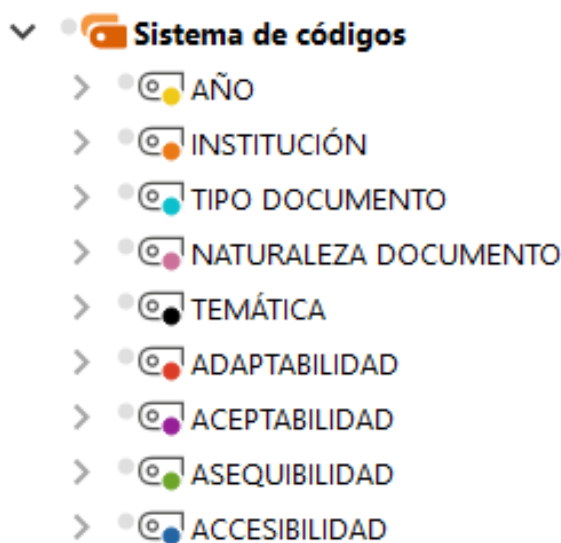 Sistema de códigos
AÑO
INSTITUCIÓN
TIPO DOCUMENTO
NATURALEZA DOCUMENTO
TEMÁTICA
ADAPTABILIDAD
ACEPTABILIDAD
ASEQUIBILIDAD
ACCESIBILIDAD